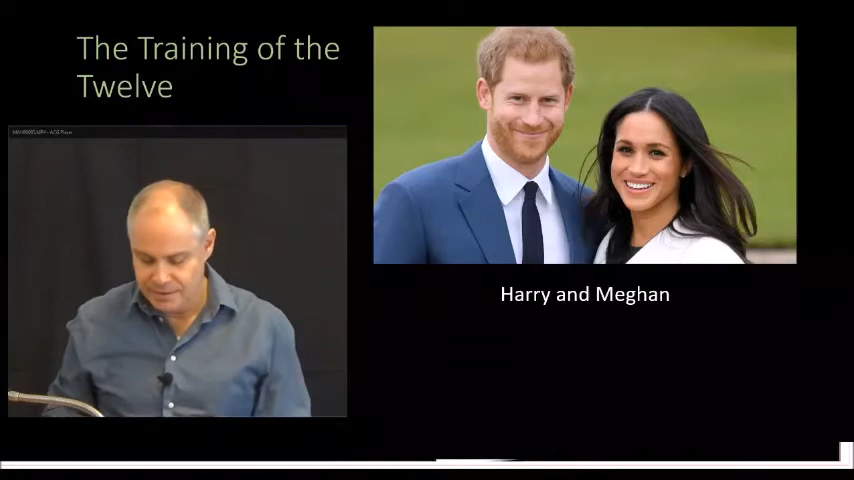 The Training of the
Twelve
Harry and Meghan